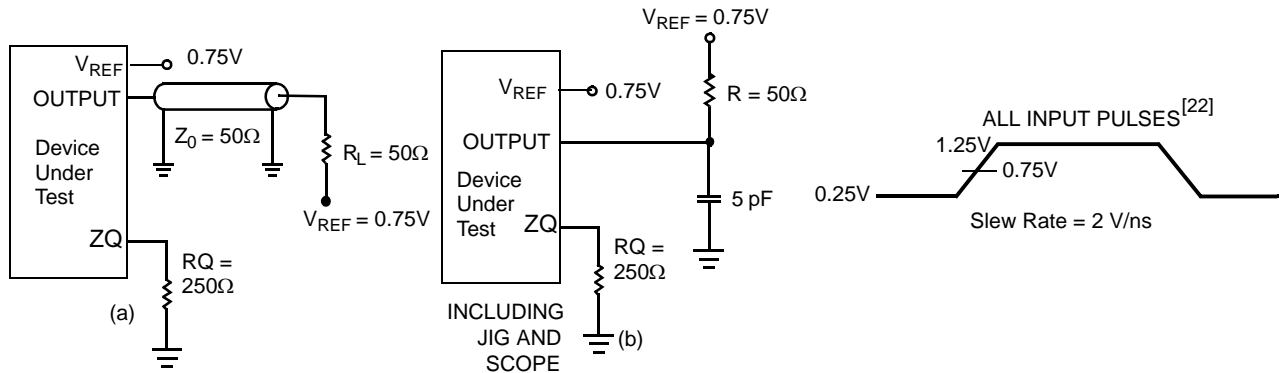 V_REF 0.75V
OUTPUT
Z_0 = 50Ω
Device
Under
Test
R_L = 50Ω
V_REF = 0.75V
ZQ
RQ =
250Ω
(a)
V_REF = 0.75V
R = 50Ω
V_REF
0.75V
OUTPUT
Device
Under
Test
5 pF
ZQ
RQ =
250Ω
INCLUDING
JIG AND
SCOPE
(b)
ALL INPUT PULSES[22]
1.25V
0.75V
0.25V
Slew Rate = 2 V/ns